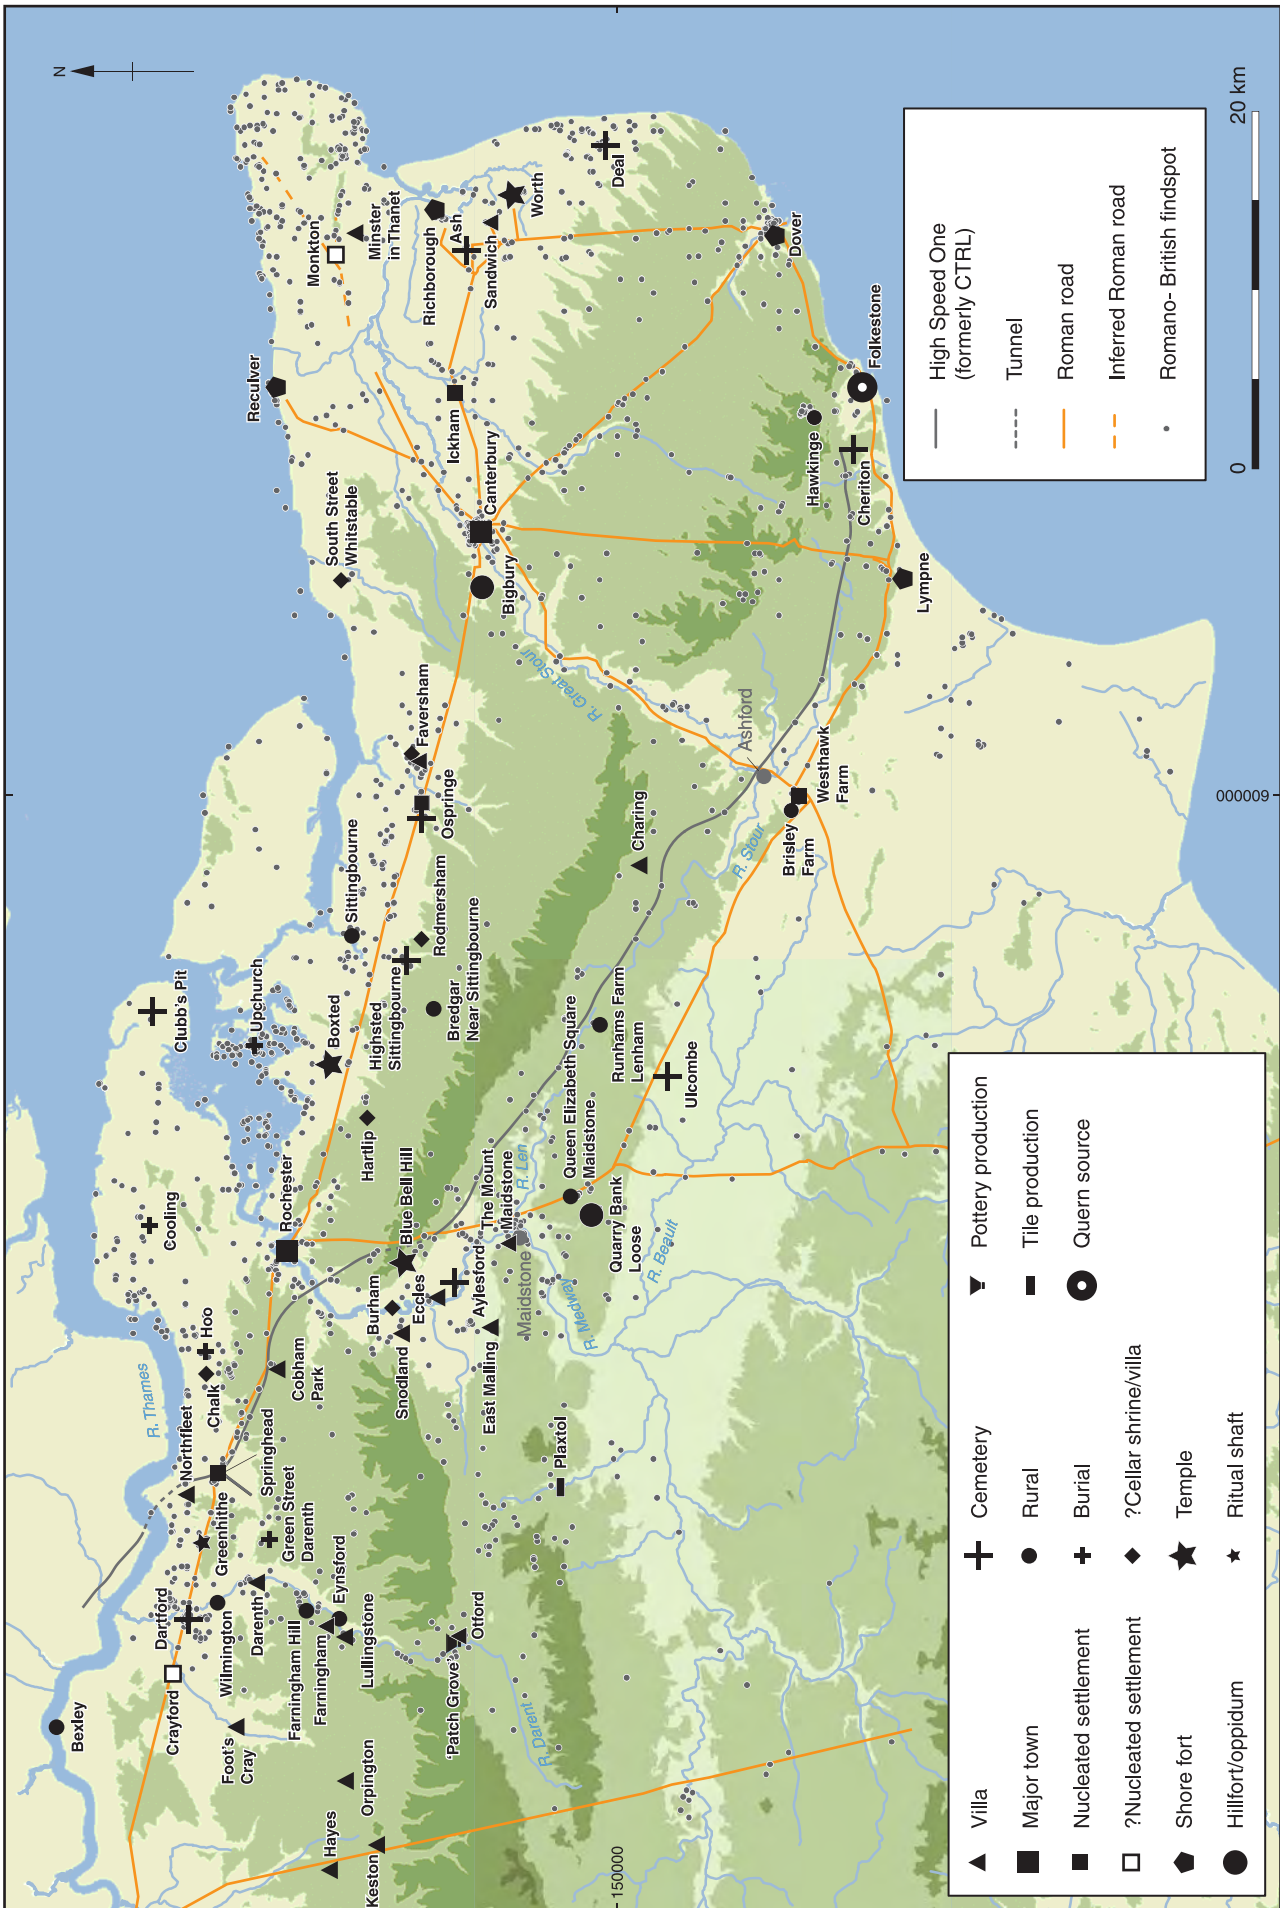 N
R. Thames
Bexley
Crayford
Dartford
Foot's
Cray
Wilmington
Darenth
Greenhithe
Northfleet
Springhead
Green Street
Darenth
Farningham Hill
Farningham
Eynsford
Lullingstone
Orpington
Hayes
Keston
'Patch Grove'
Otford
R. Darent
Plaxtol
Chalk
Hoo
Cobham
Park
Cooling
Clubb's Pit
Rochester
Upchurch
Boxted
Hartlip
Highsted
Sittingbourne
Bredgar
Near Sittingbourne
Rodmersham
Sittingbourne
Burham
Blue Bell Hill
Eccles
Snodland
Aylesford
East Malling
The Mount
Maidstone
Maidstone
R. Len
R. Medway
Queen Elizabeth Square
Maidstone
Quarry Bank
Loose
R. Beault
Runhams Farm
Lenham
Ulcombe
Charing
Ospringe
Faversham
South Street
Whitstable
Reculver
Bigbury
Canterbury
Ickham
R. Great Stour
R. Stour
Ashford
Brisley
Farm
Westhawk
Farm
Monkton
Minster
in Thanet
Richborough
Ash
Sandwich
Worth
Deal
Dover
Folkestone
Hawkinge
Cheriton
Lympne
000009
150000
High Speed One
(formerly CTRL)
Tunnel
Roman road
Inferred Roman road
Romano- British findspot
0
20 km
Villa
Major town
Nucleated settlement
?Nucleated settlement
Shore fort
Hillfort/oppidum
Cemetery
Rural
Burial
?Cellar shrine/villa
Temple
Ritual shaft
Pottery production
Tile production
Quern source